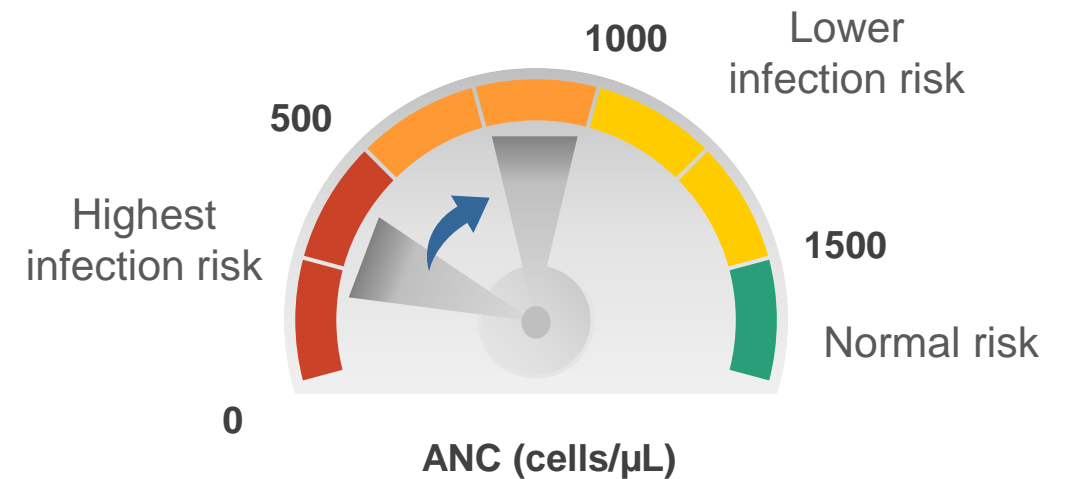 Lower
infection risk
1000
500
Highest
infection risk
1500
Normal risk
0
ANC (cells/µL)